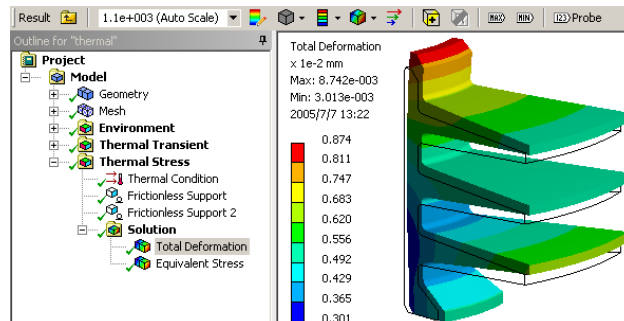 Result 1.1e+003 (Auto Scale) MAX MIN 123 Probe
Outline for "thermal"
Project
Model
Geometry
Mesh
Environment
Thermal Transient
Thermal Stress
Thermal Condition
Frictionless Support
Frictionless Support 2
Solution
Total Deformation
Equivalent Stress
Total Deformation
x 1e-2 mm
Max: 8.742e-003
Min: 3.013e-003
2005/7/7 13:22
0.874
0.811
0.747
0.683
0.620
0.556
0.492
0.429
0.365
0.301